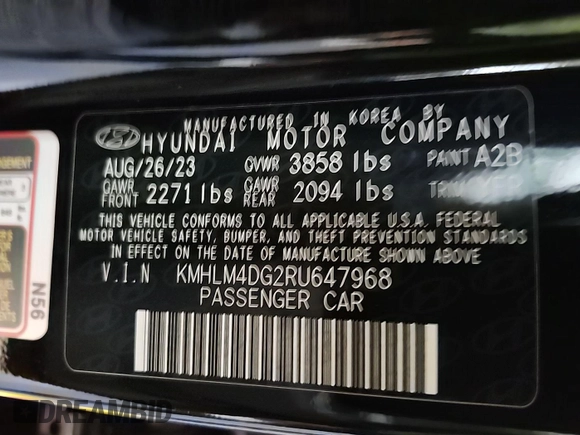 MANUFACTURED IN KOREA BY
HYUNDAI MOTOR COMPANY
AUG/26/23 GVWR 3858 lbs PAINT A2B
GAWR FRONT 2271 lbs GAWR REAR 2094 lbs TRIM
THIS VEHICLE CONFORMS TO ALL APPLICABLE U.S.A. FEDERAL
MOTOR VEHICLE SAFETY, BUMPER, AND THEFT PREVENTION STANDARDS
IN EFFECT ON THE DATE OF MANUFACTURE SHOWN ABOVE
V.I.N KMHLM4DG2RU647968
PASSENGER CAR
N56
DREAMBID